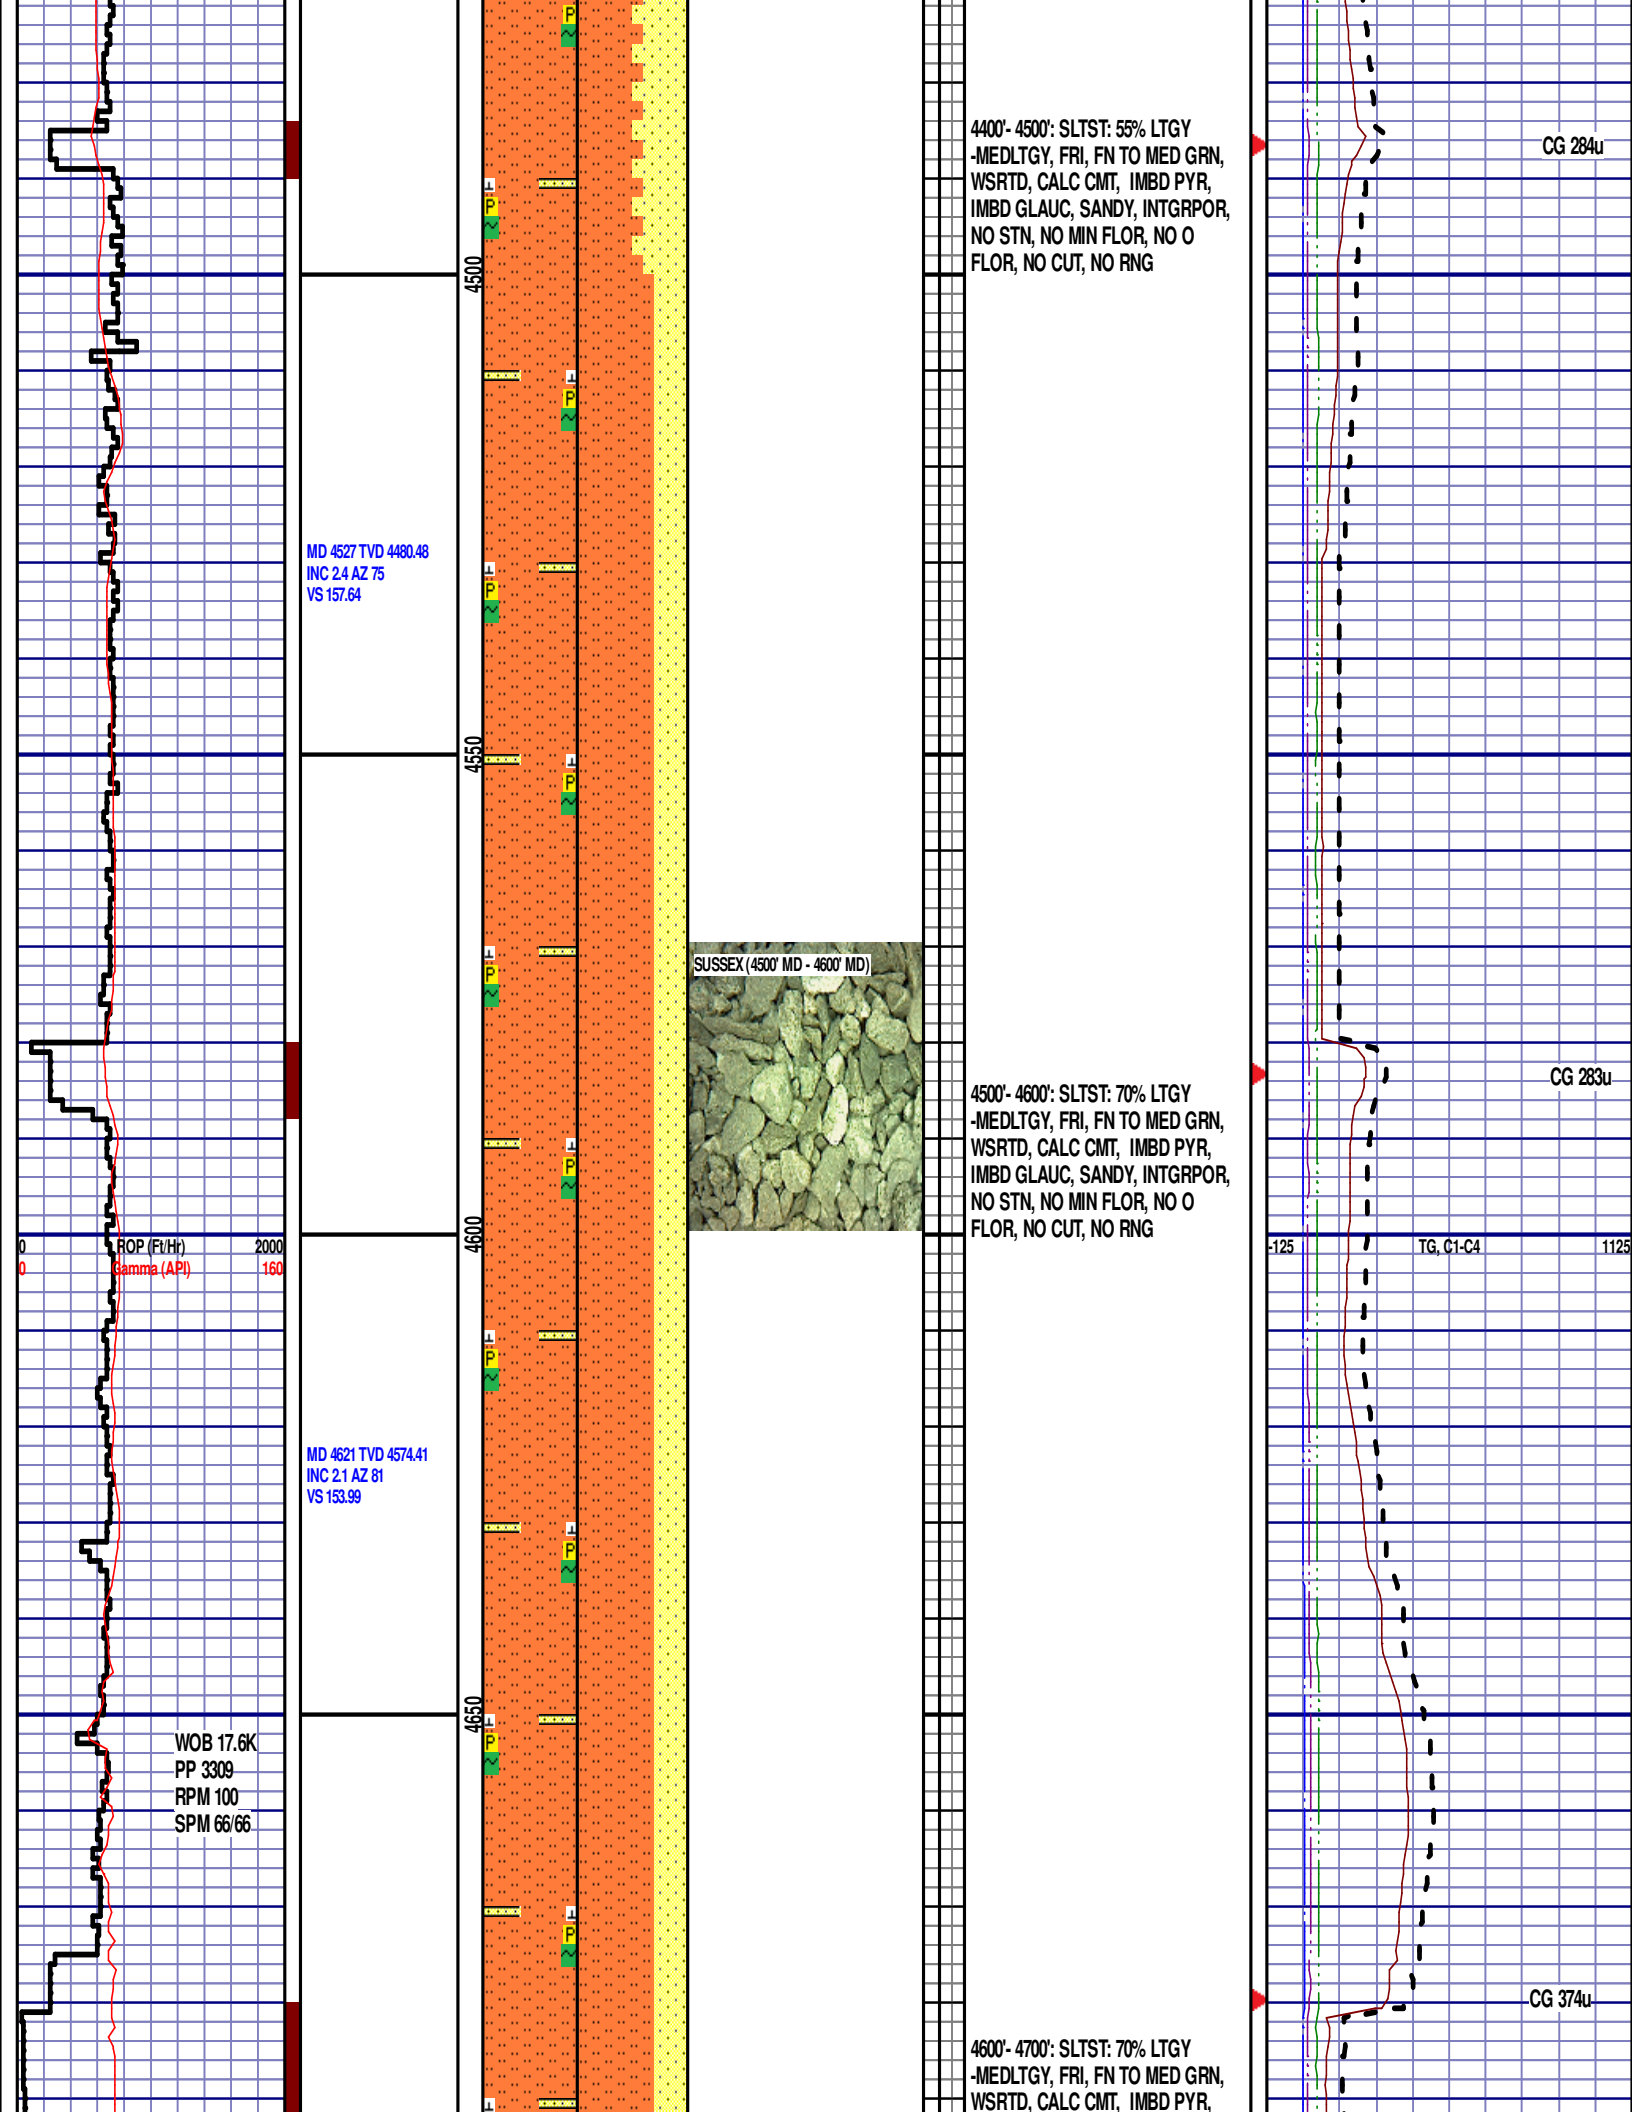 4400'- 4500': SLTST: 55% LTGY
-MEDLTGY, FRI, FN TO MED GRN,
WSRTD, CALC CMT, IMBD PYR,
IMBD GLAUC, SANDY, INTGRPOR,
NO STN, NO MIN FLOR, NO O
FLOR, NO CUT, NO RNG
CG 284u
4500
MD 4527 TVD 4480.48
INC 2.4 AZ 75
VS 157.64
4550
SUSSEX (4500' MD - 4600' MD)
CG 283u
4500'- 4600': SLTST: 70% LTGY
-MEDLTGY, FRI, FN TO MED GRN,
WSRTD, CALC CMT, IMBD PYR,
IMBD GLAUC, SANDY, INTGRPOR,
NO STN, NO MIN FLOR, NO O
FLOR, NO CUT, NO RNG
4600
0 ROP (Ft/Hr) 2000
0 Gamma (API) 160
-125 TG, C1-C4 1125
MD 4621 TVD 4574.41
INC 2.1 AZ 81
VS 153.99
4650
WOB 17.6K
PP 3309
RPM 100
SPM 66/66
CG 374u
4600'- 4700': SLTST: 70% LTGY
-MEDLTGY, FRI, FN TO MED GRN,
WSRTD, CALC CMT, IMBD PYR,
P
P
P
P
P
P
P
P
P
P
P